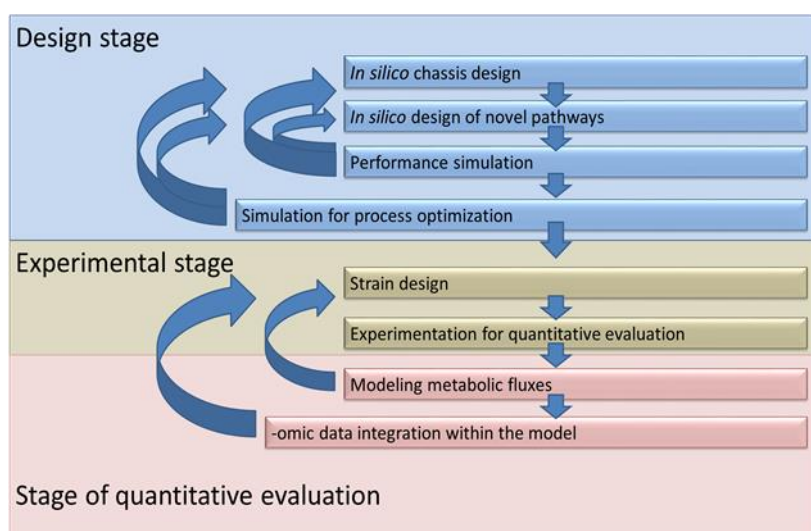 Design stage
In silico chassis design
In silico design of novel pathways
Performance simulation
Simulation for process optimization
Experimental stage
Strain design
Experimentation for quantitative evaluation
Modeling metabolic fluxes
-omic data integration within the model
Stage of quantitative evaluation